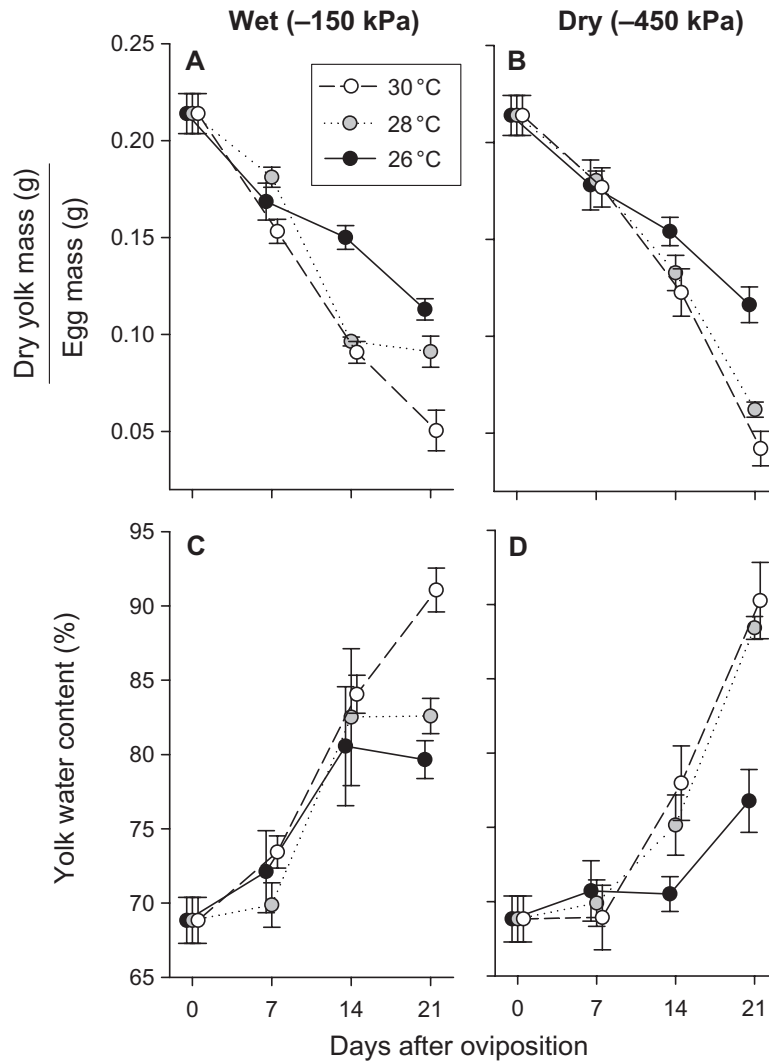 Wet (–150 kPa)
Dry (–450 kPa)
A
B
30 °C
28 °C
26 °C
0.25
0.20
0.15
0.10
0.05
Dry yolk mass (g)
Egg mass (g)
C
D
95
90
85
80
75
70
65
Yolk water content (%)
0 7 14 21
0 7 14 21
Days after oviposition